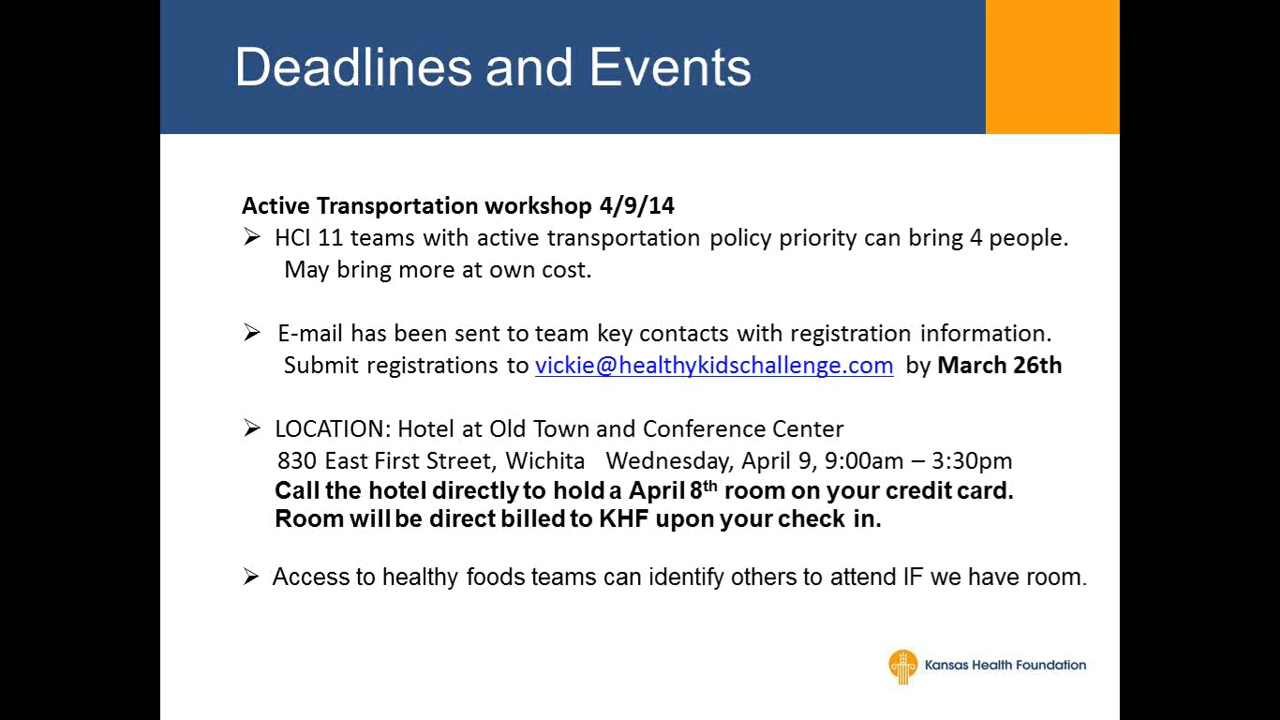 Deadlines and Events
Active Transportation workshop 4/9/14
➢ HCI 11 teams with active transportation policy priority can bring 4 people.
May bring more at own cost.
➢ E-mail has been sent to team key contacts with registration information.
Submit registrations to vickie@healthykidschallenge.com by March 26th
➢ LOCATION: Hotel at Old Town and Conference Center
830 East First Street, Wichita Wednesday, April 9, 9:00am – 3:30pm
Call the hotel directly to hold a April 8th room on your credit card.
Room will be direct billed to KHF upon your check in.
➢ Access to healthy foods teams can identify others to attend IF we have room.
Kansas Health Foundation